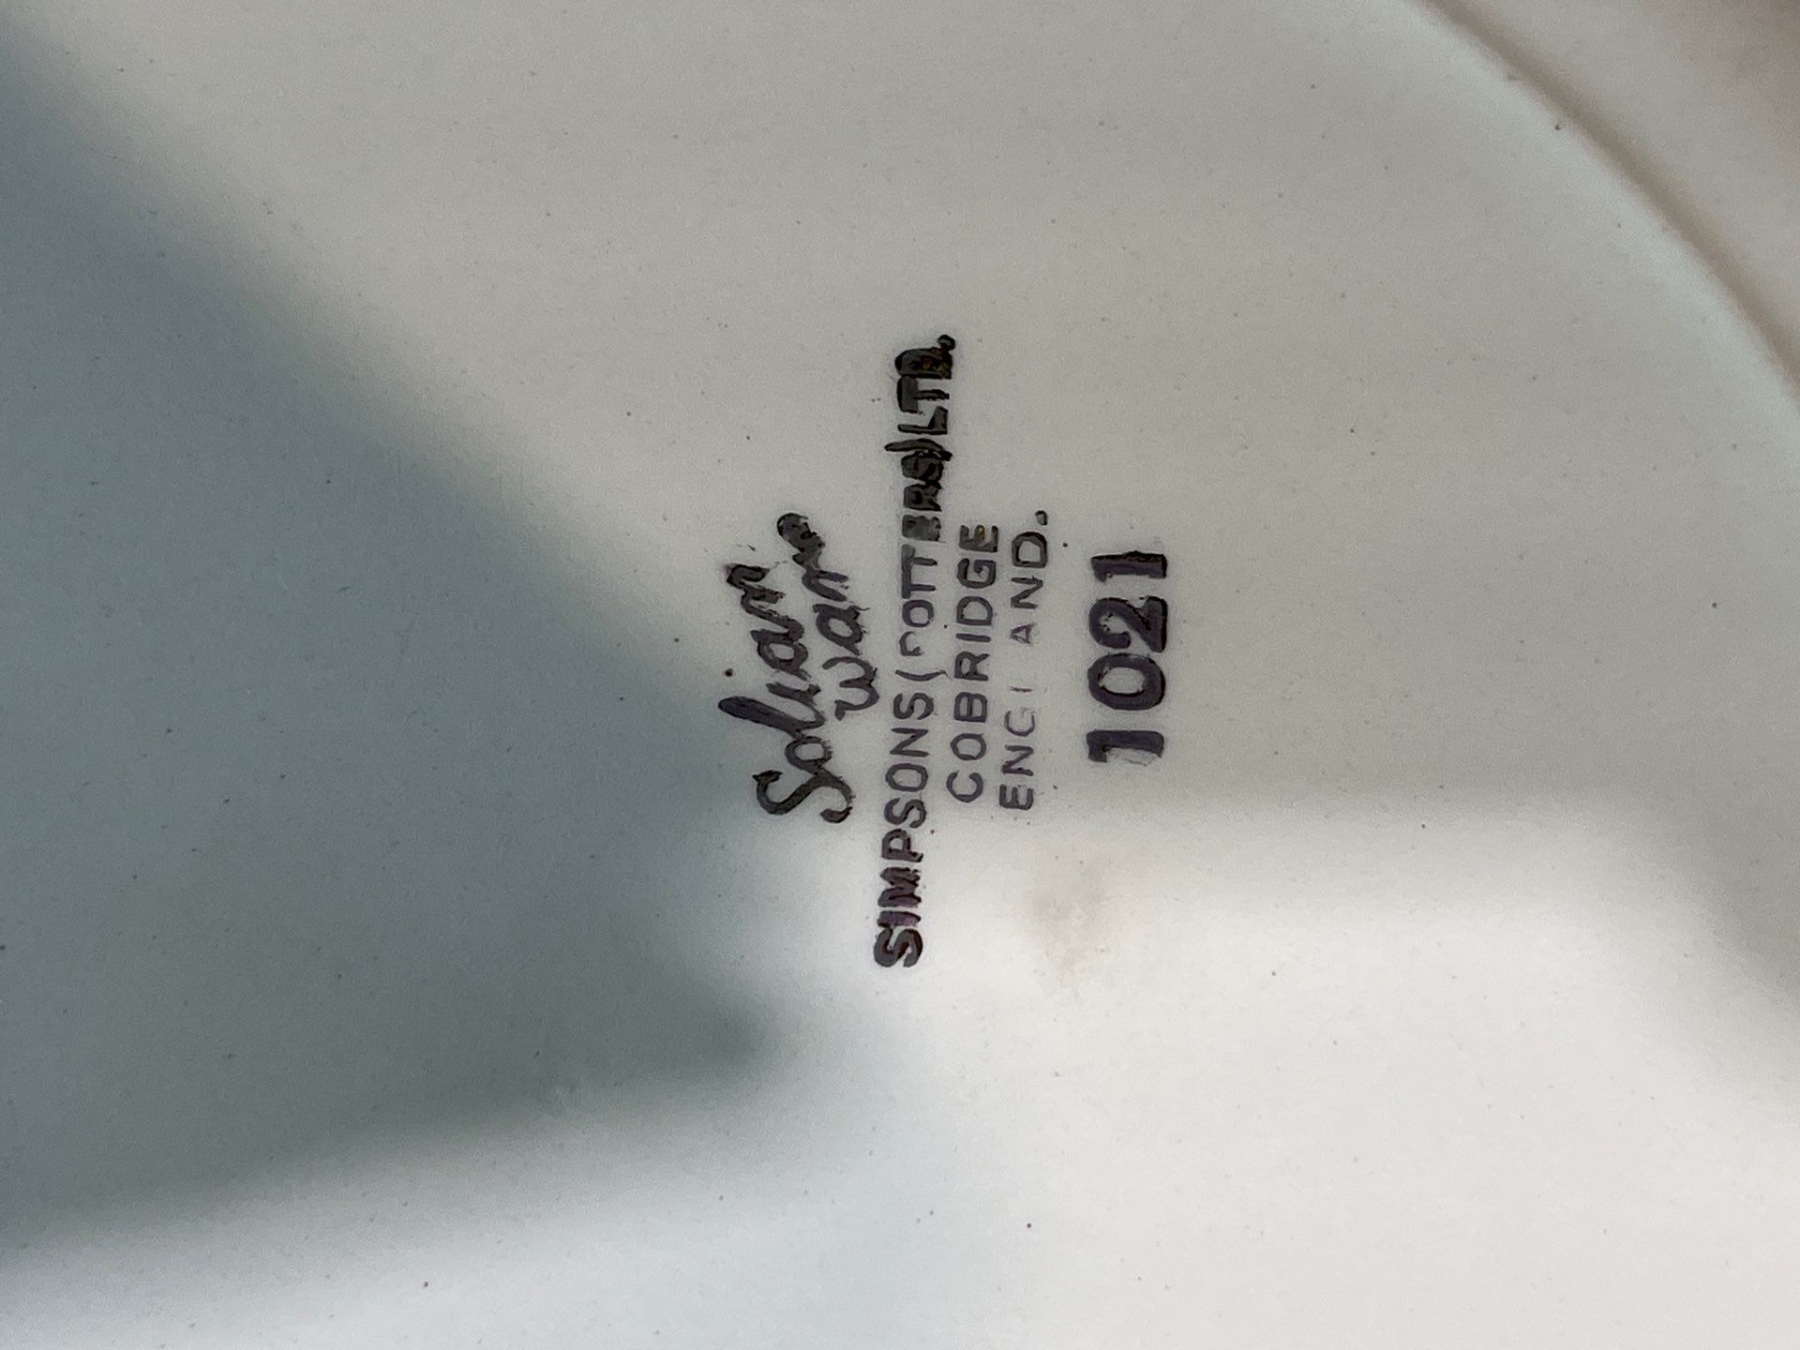 Solian
Ware
SIMPSONS (POTTERS) LTD.
COBRIDGE
ENGLAND.
1021